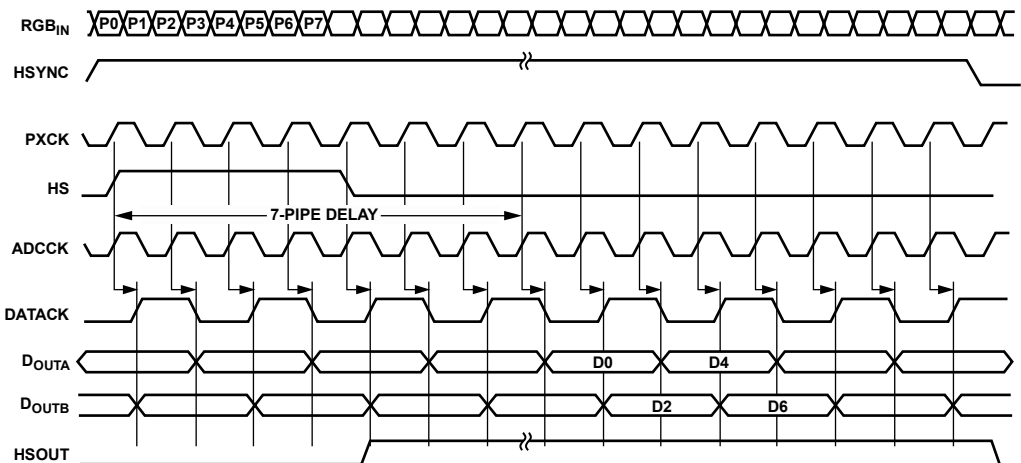 RGBIN P0 P1 P2 P3 P4 P5 P6 P7
HSYNC
PXCK
HS
7-PIPE DELAY
ADCCK
DATACK
DOUTA D0 D4
DOUTB D2 D6
HSOUT